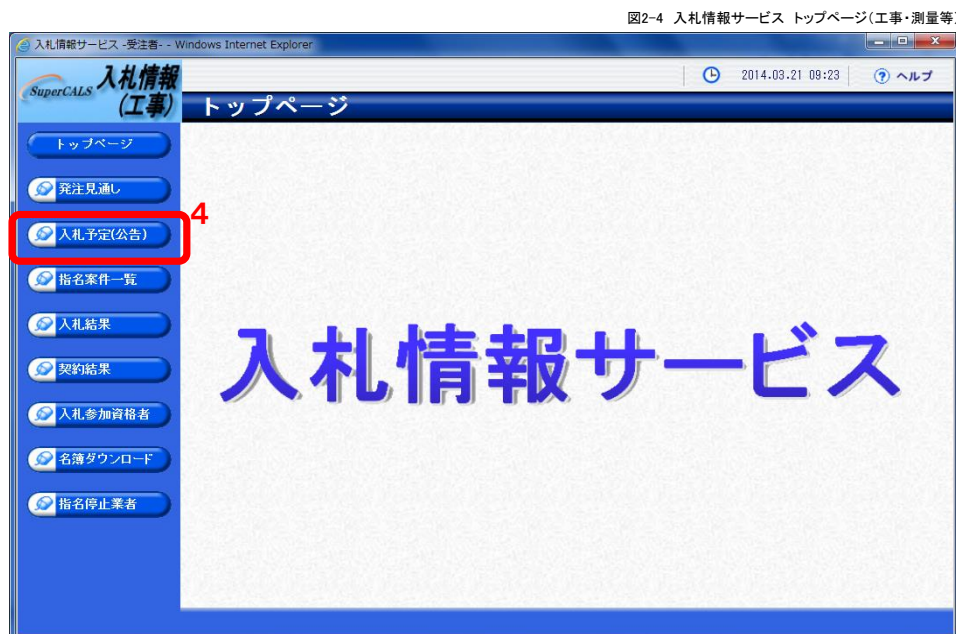 図2-4 入札情報サービス トップページ(工事・測量等)
入札情報サービス -受注者- - Windows Internet Explorer
SuperCALS 入札情報
(工事)
2014.03.21 09:23
? ヘルプ
トップページ
トップページ
発注見通し
入札予定(公告)
4
指名案件一覧
入札結果
契約結果
入札参加資格者
名簿ダウンロード
指名停止業者
入札情報サービス